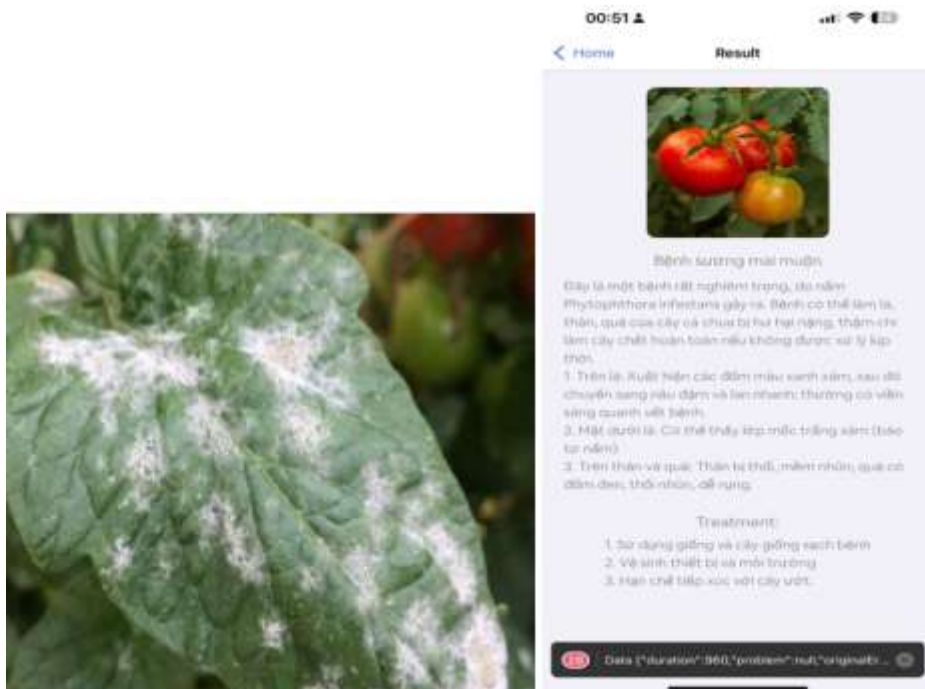 00:51
Home
Result
Bệnh sương mai muộn
Đây là một bệnh rất nghiêm trọng, do nấm
Phytophthora infestans gây ra. Bệnh có thể làm lá,
thân, quả của cây cà chua bị hư hại nặng, thậm chí
làm cây chết hoàn toàn nếu không được xử lý kịp
thời.
1. Trên lá: Xuất hiện các đốm màu xanh xám, sau đó
chuyển sang nâu đậm và lan nhanh; thường có viền
sáng quanh vết bệnh.
2. Mặt dưới lá: Có thể thấy lớp mốc trắng xám (bào
tử nấm)
3. Trên thân và quả: Thân bị thối, mềm nhũn, quả có
đốm đen, thối nhũn, dễ rụng.
Treatment:
1. Sử dụng giống và cây giống sạch bệnh
2. Vệ sinh thiết bị và môi trường
3. Hạn chế tiếp xúc với cây ướt.
Data {"duration":960,"problem":null,"originalEr...